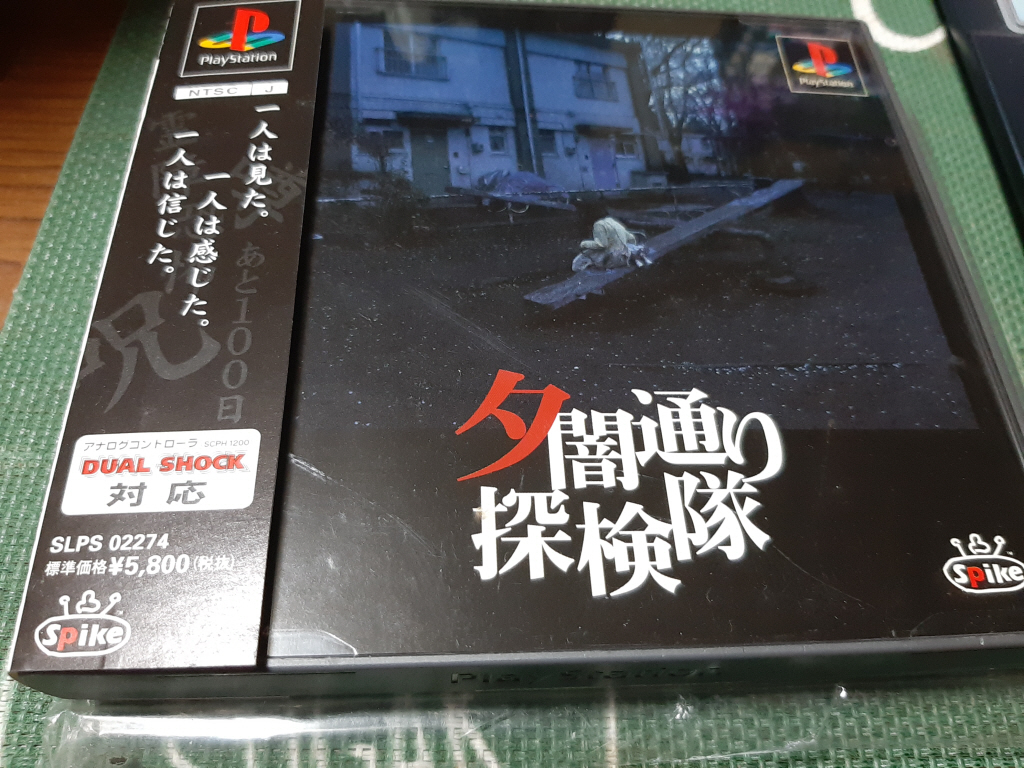 PlayStation
NTSC J
一人は見た。
一人は感じた。
一人は信じた。
あと100日
呪
アナログコントローラ SCPH 1200
DUAL SHOCK
対応
SLPS 02274
標準価格¥5,800(税抜)
Spike
PlayStation
夕闇通り
探検隊
Spike
PlayStation